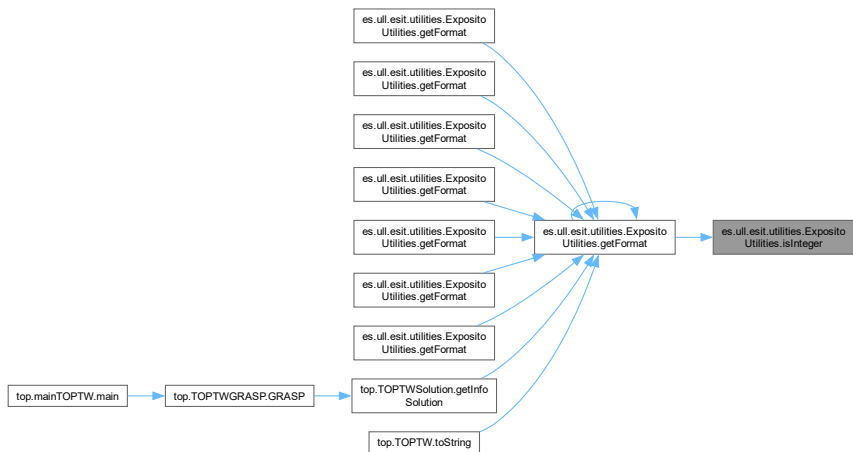 es.ull.esit.utilities.Exposito
Utilities.getFormat
es.ull.esit.utilities.Exposito
Utilities.getFormat
es.ull.esit.utilities.Exposito
Utilities.getFormat
es.ull.esit.utilities.Exposito
Utilities.getFormat
es.ull.esit.utilities.Exposito
Utilities.getFormat
es.ull.esit.utilities.Exposito
Utilities.getFormat
es.ull.esit.utilities.Exposito
Utilities.isInteger
es.ull.esit.utilities.Exposito
Utilities.getFormat
es.ull.esit.utilities.Exposito
Utilities.getFormat
top.mainTOPTW.main
top.TOPTWGRASP.GRASP
top.TOPTWSolution.getInfo
Solution
top.TOPTW.toString